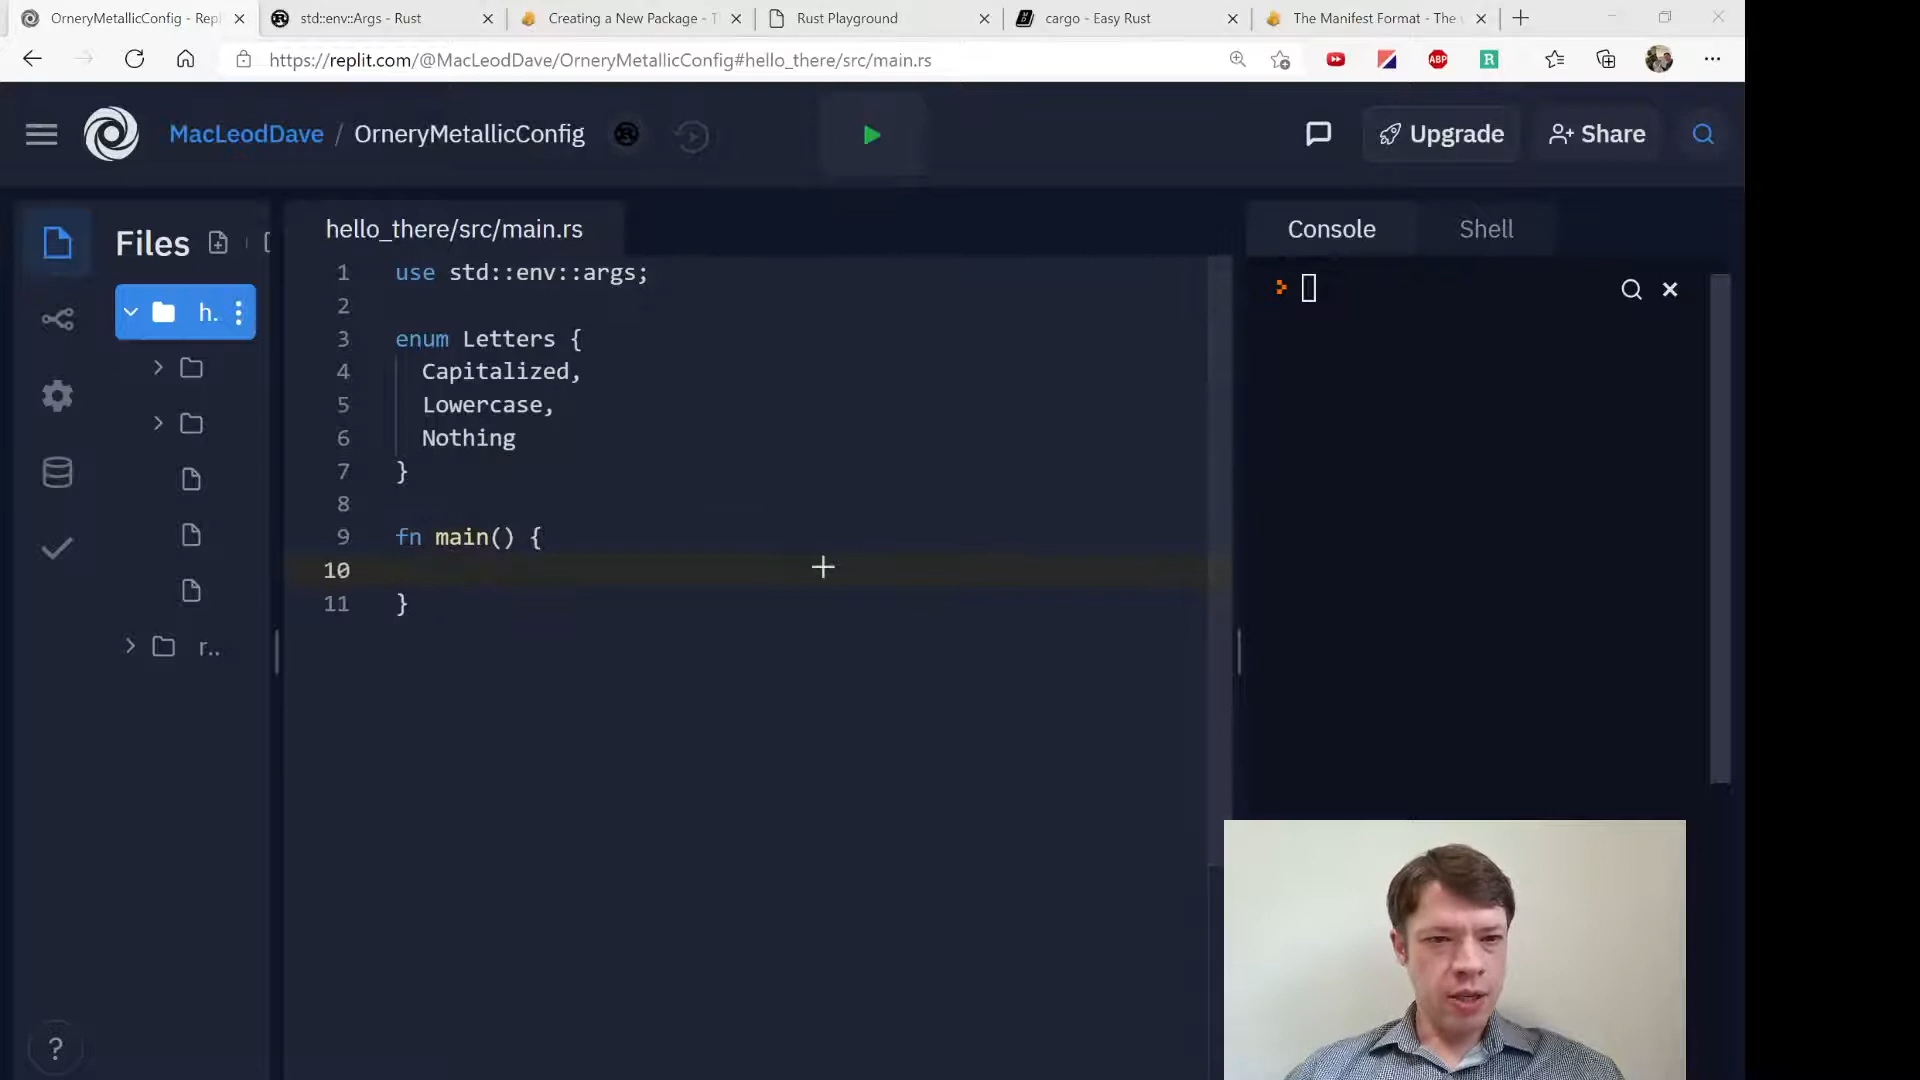 OrneryMetallicConfig - Repl
std::env::Args - Rust
Creating a New Package - T
Rust Playground
cargo - Easy Rust
The Manifest Format - The
https://replit.com/@MacLeodDave/OrneryMetallicConfig#hello_there/src/main.rs
ABP
R
MacLeodDave / OrneryMetallicConfig
Upgrade
Share
Files
h.
r..
hello_there/src/main.rs
1 use std::env::args;
2
3 enum Letters {
4 Capitalized,
5 Lowercase,
6 Nothing
7 }
8
9 fn main() {
10
11 }
Console
Shell
?